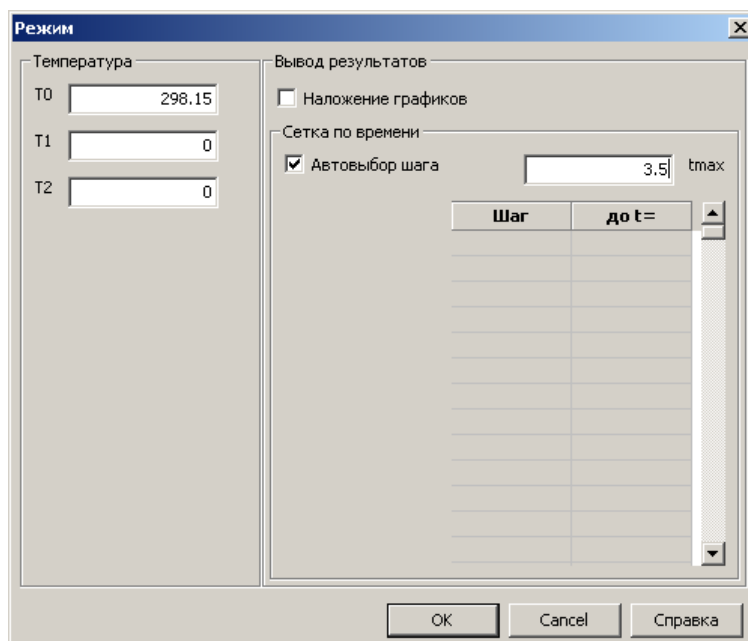 Режим
Температура
T0 298.15
T1 0
T2 0
Вывод результатов
Наложение графиков
Сетка по времени
Автовыбор шага 3.5 tmax
Шаг до t=
OK Cancel Справка